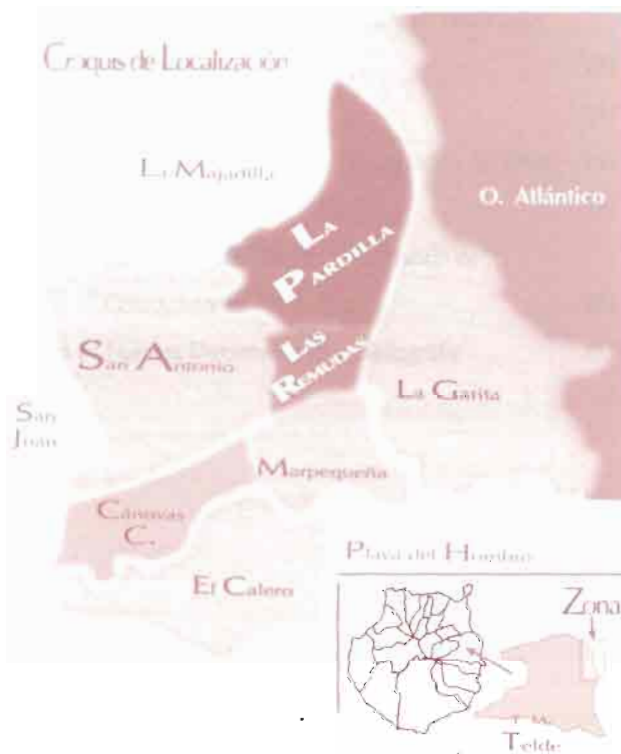 Croquis de Localización
La Majadilla
O. Atlántico
La
Pardilla
Las
Remudas
San Antonio
La Garita
San
Juan
Marpequeña
Cánovas
C.
El Calero
Playa del Hombre
Zona
T. M.
Telde